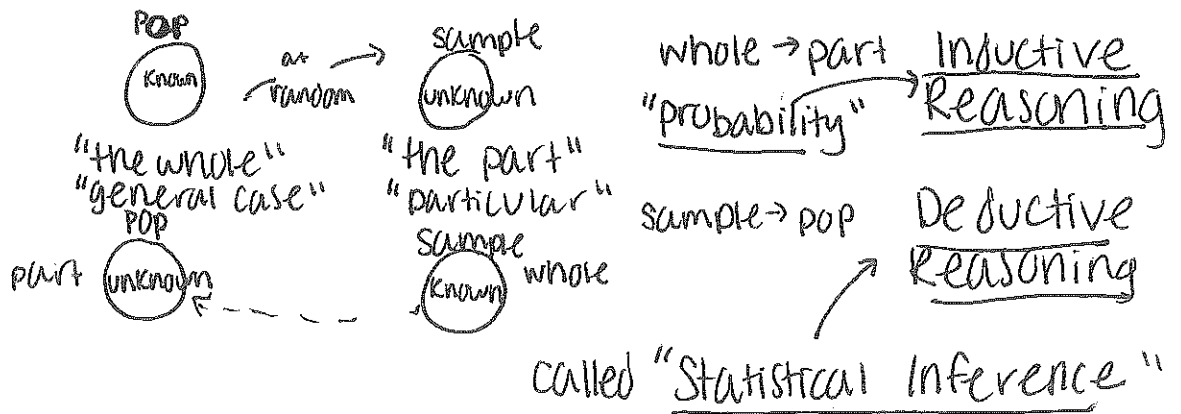 POP
Known
at
random
sample
unknown
"the whole"
"general case"
"the part"
"particular"
POP
part
unknown
sample
Known
whole
whole → part
"probability"
Inductive
Reasoning
sample → pop
Deductive
Reasoning
called "Statistical Inference"